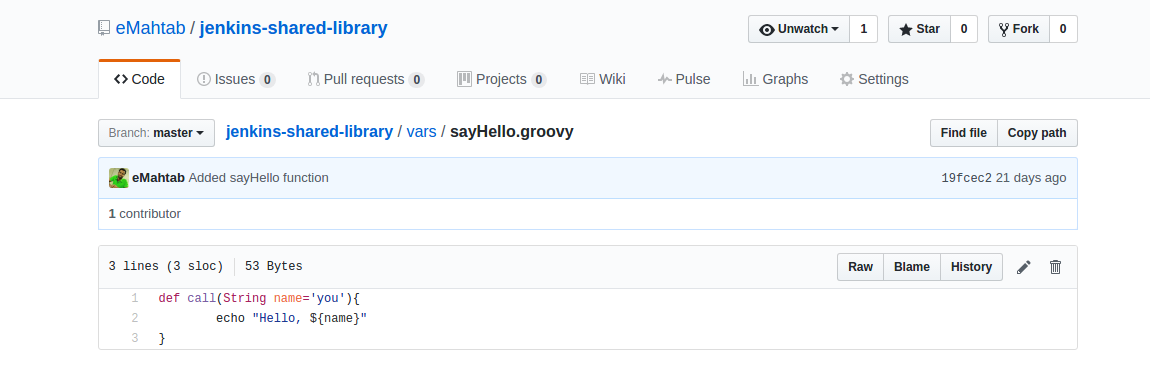 eMahtab / jenkins-shared-library Unwatch 1 Star 0 Fork 0
Code Issues 0 Pull requests 0 Projects 0 Wiki Pulse Graphs Settings
Branch: master jenkins-shared-library / vars / sayHello.groovy Find file Copy path
eMahtab Added sayHello function 19fcec2 21 days ago
1 contributor
3 lines (3 sloc) 53 Bytes Raw Blame History
1 def call(String name='you'){
2 echo "Hello, ${name}"
3 }